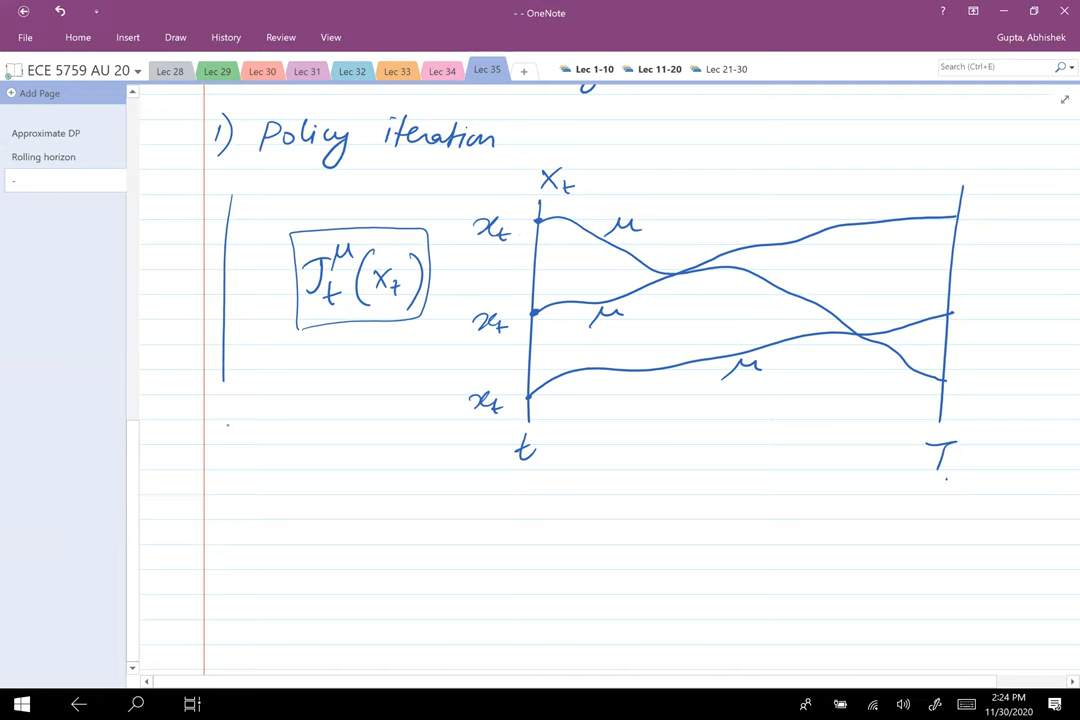 - - OneNote
?
File Home Insert Draw History Review View
Gupta, Abhishek
ECE 5759 AU 20
Lec 28 Lec 29 Lec 30 Lec 31 Lec 32 Lec 33 Lec 34 Lec 35 + Lec 1-10 Lec 11-20 Lec 21-30
Search (Ctrl+E)
Add Page
Approximate DP
Rolling horizon
-
1) Policy iteration
X_t
x_t μ
J_t^μ (x_t)
x_t μ
μ
x_t
t T
2:24 PM
11/30/2020